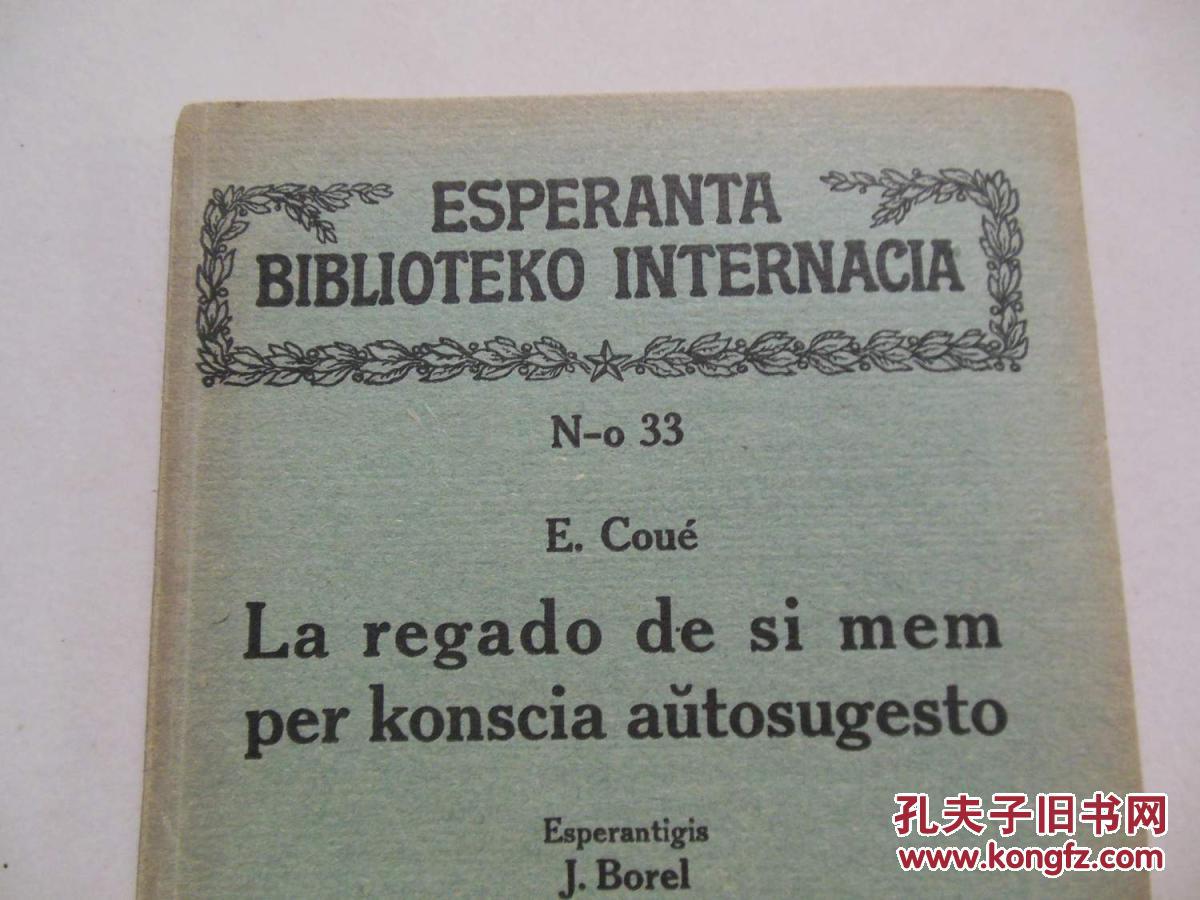 ESPERANTA
BIBLIOTEKO INTERNACIA
N-o 33
E. Coué
La regado de si mem
per konscia aŭtosugesto
Esperantigis
J. Borel
孔夫子旧书网
www.kongfz.com